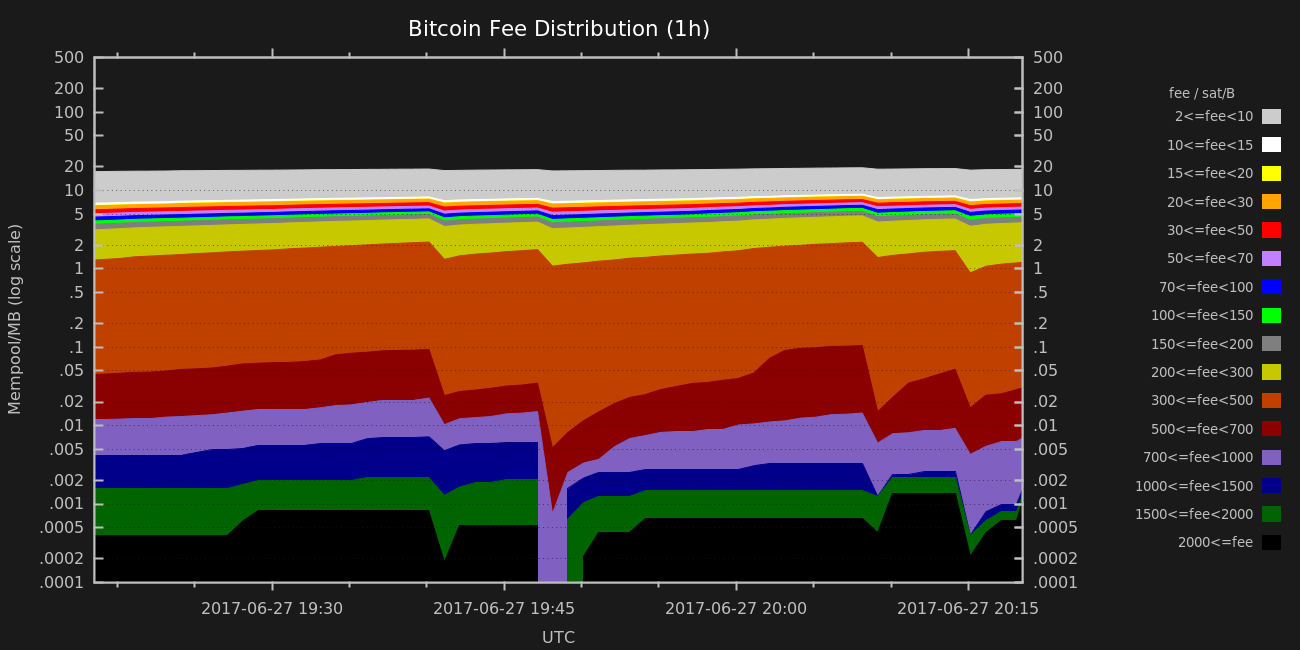 Bitcoin Fee Distribution (1h)
Mempool/MB (log scale)
500
200
100
50
20
10
5
2
1
.5
.2
.1
.05
.02
.01
.005
.002
.001
.0005
.0002
.0001
500
200
100
50
20
10
5
2
1
.5
.2
.1
.05
.02
.01
.005
.002
.001
.0005
.0002
.0001
2017-06-27 19:30
2017-06-27 19:45
2017-06-27 20:00
2017-06-27 20:15
UTC
fee / sat/B
2<=fee<10
10<=fee<15
15<=fee<20
20<=fee<30
30<=fee<50
50<=fee<70
70<=fee<100
100<=fee<150
150<=fee<200
200<=fee<300
300<=fee<500
500<=fee<700
700<=fee<1000
1000<=fee<1500
1500<=fee<2000
2000<=fee